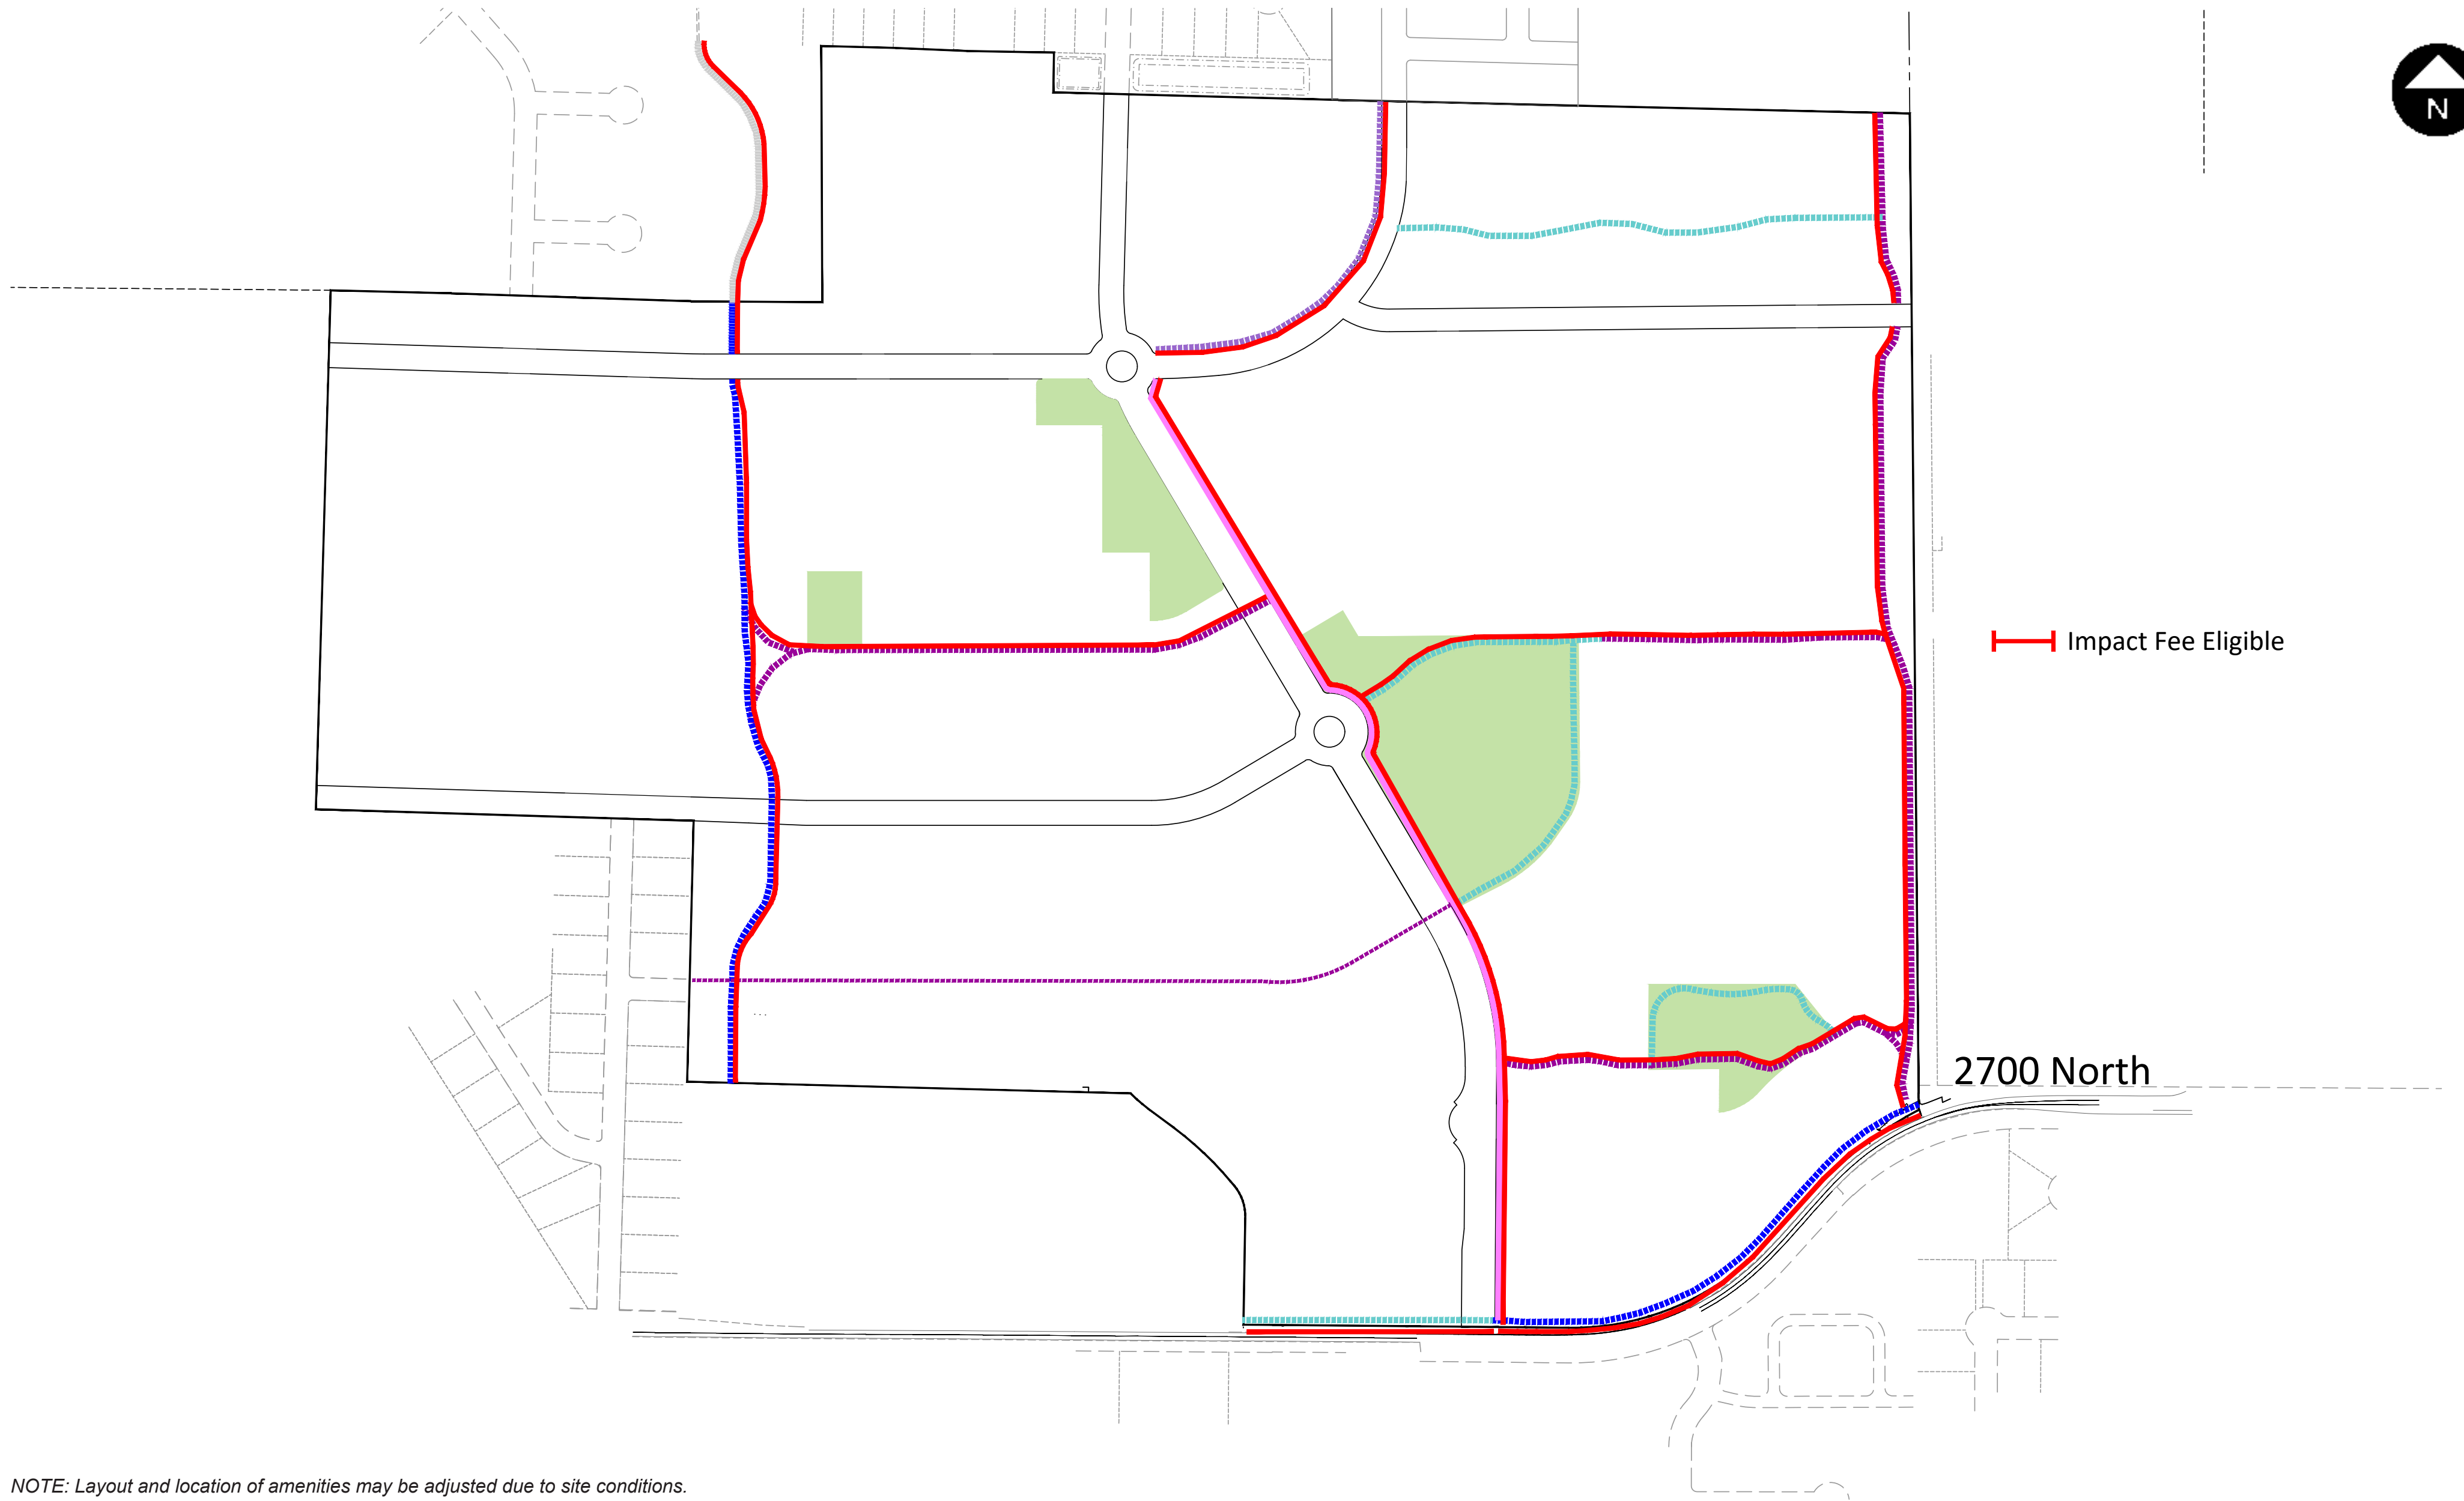 N
Impact Fee Eligible
2700 North
NOTE: Layout and location of amenities may be adjusted due to site conditions.